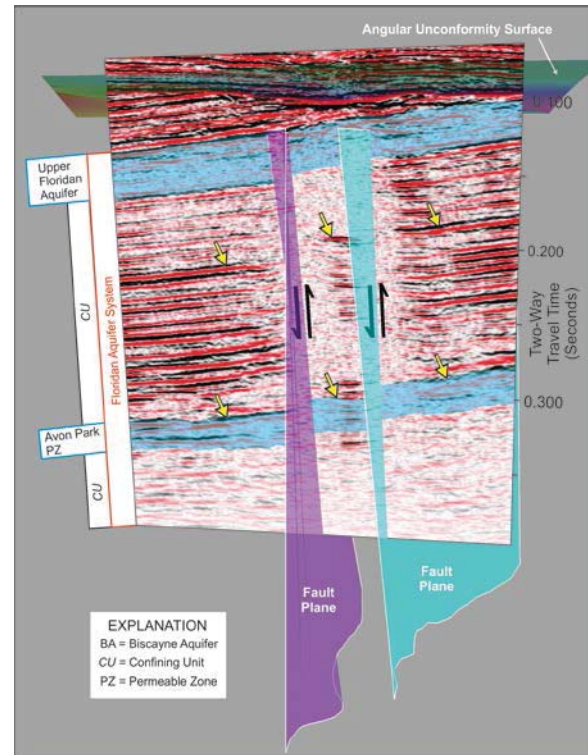 Angular Unconformity Surface
0.100
Upper
Floridan
Aquifer
CU
Floridan Aquifer System
0.200
Two-Way
Travel Time
(Seconds)
0.300
Avon Park
PZ
CU
Fault
Plane
Fault
Plane
EXPLANATION
BA = Biscayne Aquifer
CU = Confining Unit
PZ = Permeable Zone